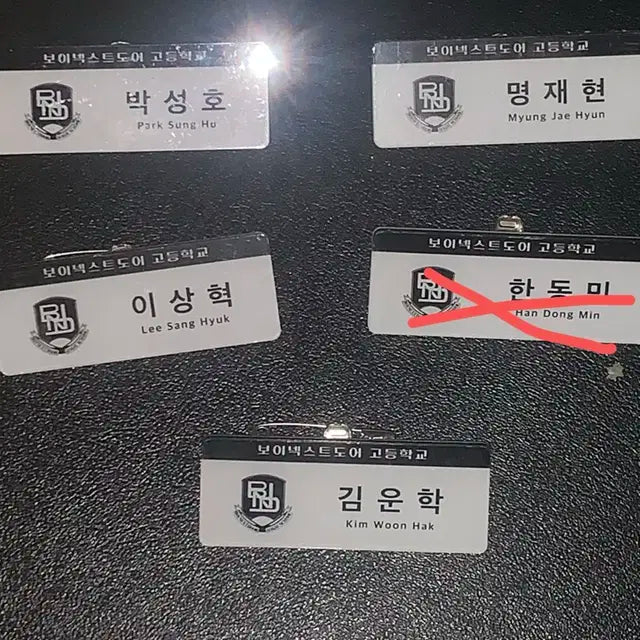 보이넥스트도어 고등학교
박성호
Park Sung Ho
보이넥스트도어 고등학교
명재현
Myung Jae Hyun
보이넥스트도어 고등학교
이상혁
Lee Sang Hyuk
보이넥스트도어 고등학교
한동민
Han Dong Min
보이넥스트도어 고등학교
김운학
Kim Woon Hak